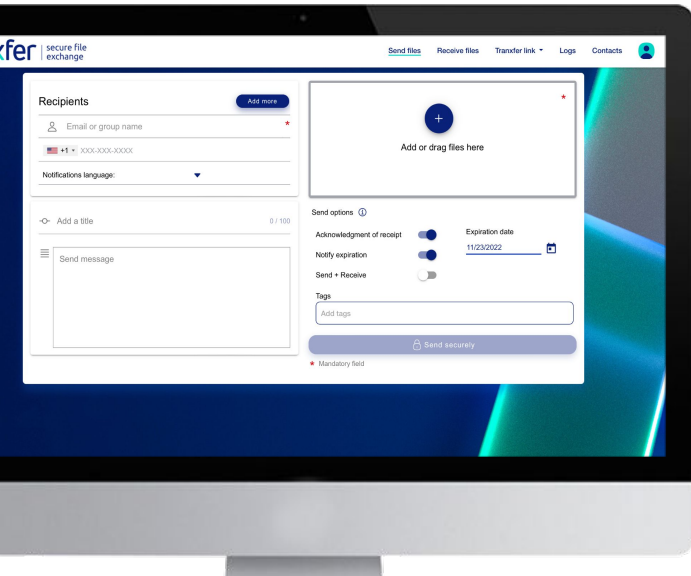 xfer | secure file
exchange
Send files Receive files Tranxfer link Logs Contacts
Recipients Add more
Email or group name *
+1 XXX-XXX-XXXX
Notifications language:
Add a title 0 / 100
Send message
*
+
Add or drag files here
Send options i
Acknowledgment of receipt Expiration date
11/23/2022
Notify expiration
Send + Receive
Tags
Add tags
Send securely
* Mandatory field